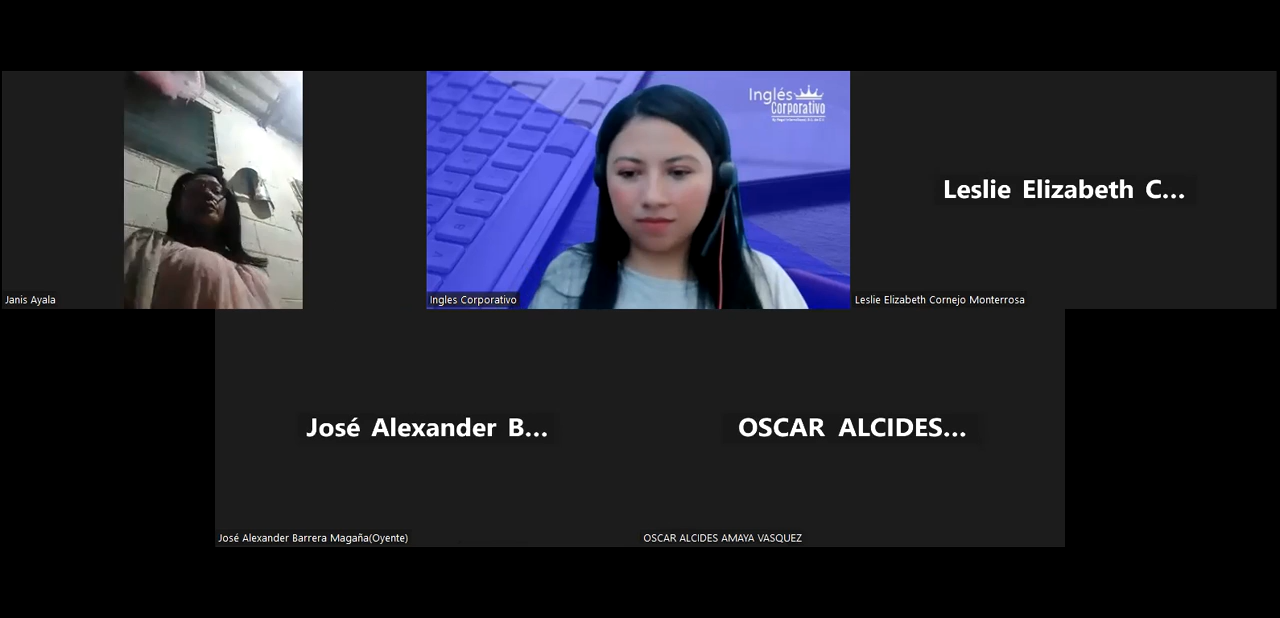 Inglés
Corporativo
Janis Ayala
Ingles Corporativo
Leslie Elizabeth C...
Leslie Elizabeth Cornejo Monterrosa
José Alexander B...
OSCAR ALCIDES...
José Alexander Barrera Magaña(Oyente)
OSCAR ALCIDES AMAYA VASQUEZ